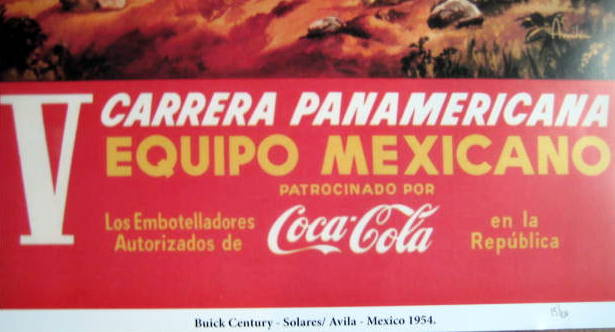 V CARRERA PANAMERICANA
EQUIPO MEXICANO
PATROCINADO POR
Los Embotelladores
Autorizados de
Coca-Cola
en la
República
Buick Century - Solares/ Avila - Mexico 1954.